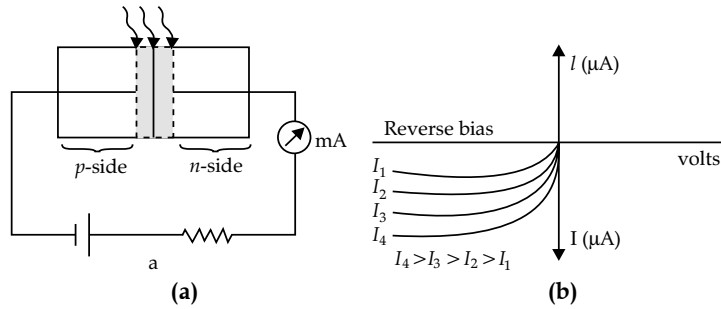 mA
p-side
n-side
a
(a)
l (μA)
Reverse bias
volts
I₁
I₂
I₃
I₄
I (μA)
I₄ > I₃ > I₂ > I₁
(b)